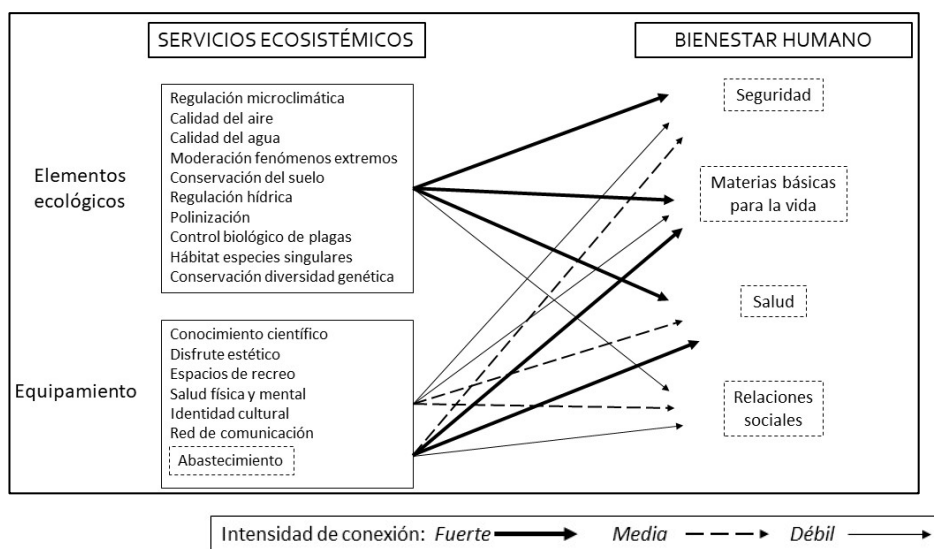 SERVICIOS ECOSISTÉMICOS
BIENESTAR HUMANO
Elementos
ecológicos
Regulación microclimática
Calidad del aire
Calidad del agua
Moderación fenómenos extremos
Conservación del suelo
Regulación hídrica
Polinización
Control biológico de plagas
Hábitat especies singulares
Conservación diversidad genética
Equipamiento
Conocimiento científico
Disfrute estético
Espacios de recreo
Salud física y mental
Identidad cultural
Red de comunicación
Abastecimiento
Seguridad
Materias básicas
para la vida
Salud
Relaciones
sociales
Intensidad de conexión: Fuerte Media Débil